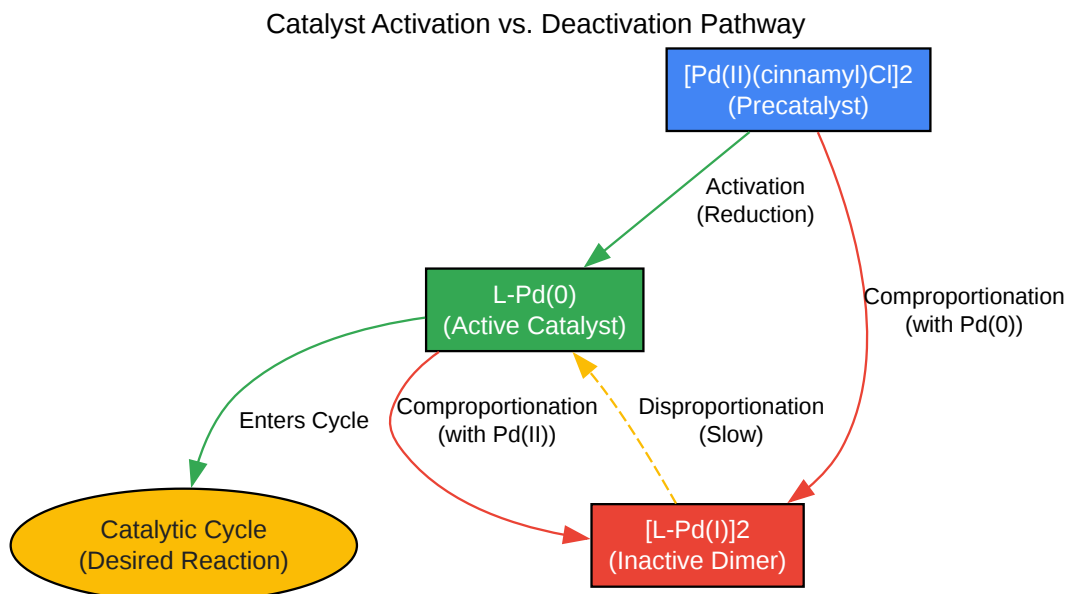 Catalyst Activation vs. Deactivation Pathway
[Pd(II)(cinnamyl)Cl]2
(Precatalyst)
Activation
(Reduction)
L-Pd(0)
(Active Catalyst)
Comproportionation
(with Pd(0))
Enters Cycle
Comproportionation
(with Pd(II))
Disproportionation
(Slow)
Catalytic Cycle
(Desired Reaction)
[L-Pd(I)]2
(Inactive Dimer)